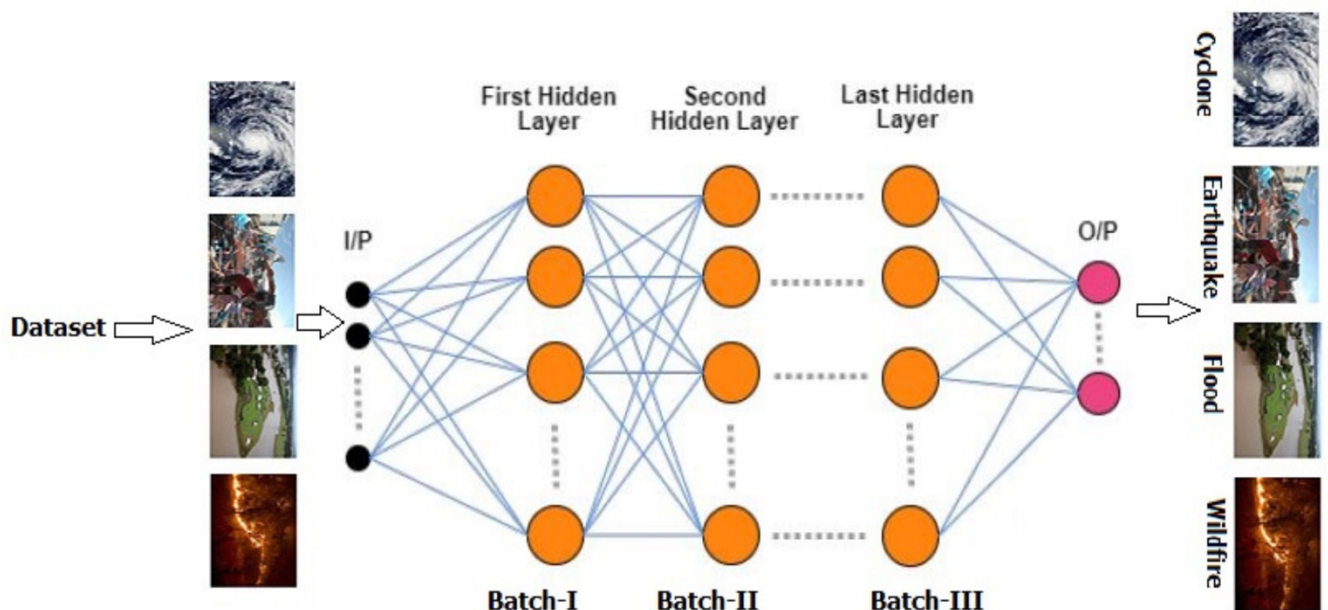 Dataset
I/P
First Hidden
Layer
Second
Hidden Layer
Last Hidden
Layer
O/P
Batch-I
Batch-II
Batch-III
Cyclone
Earthquake
Flood
Wildfire